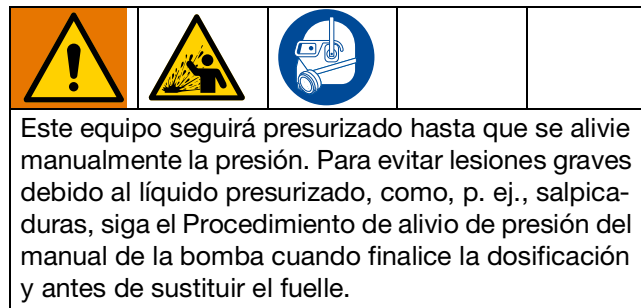 Este equipo seguirá presurizado hasta que se alivie
manualmente la presión. Para evitar lesiones graves
debido al líquido presurizado, como, p. ej., salpica-
duras, siga el Procedimiento de alivio de presión del
manual de la bomba cuando finalice la dosificación
y antes de sustituir el fuelle.